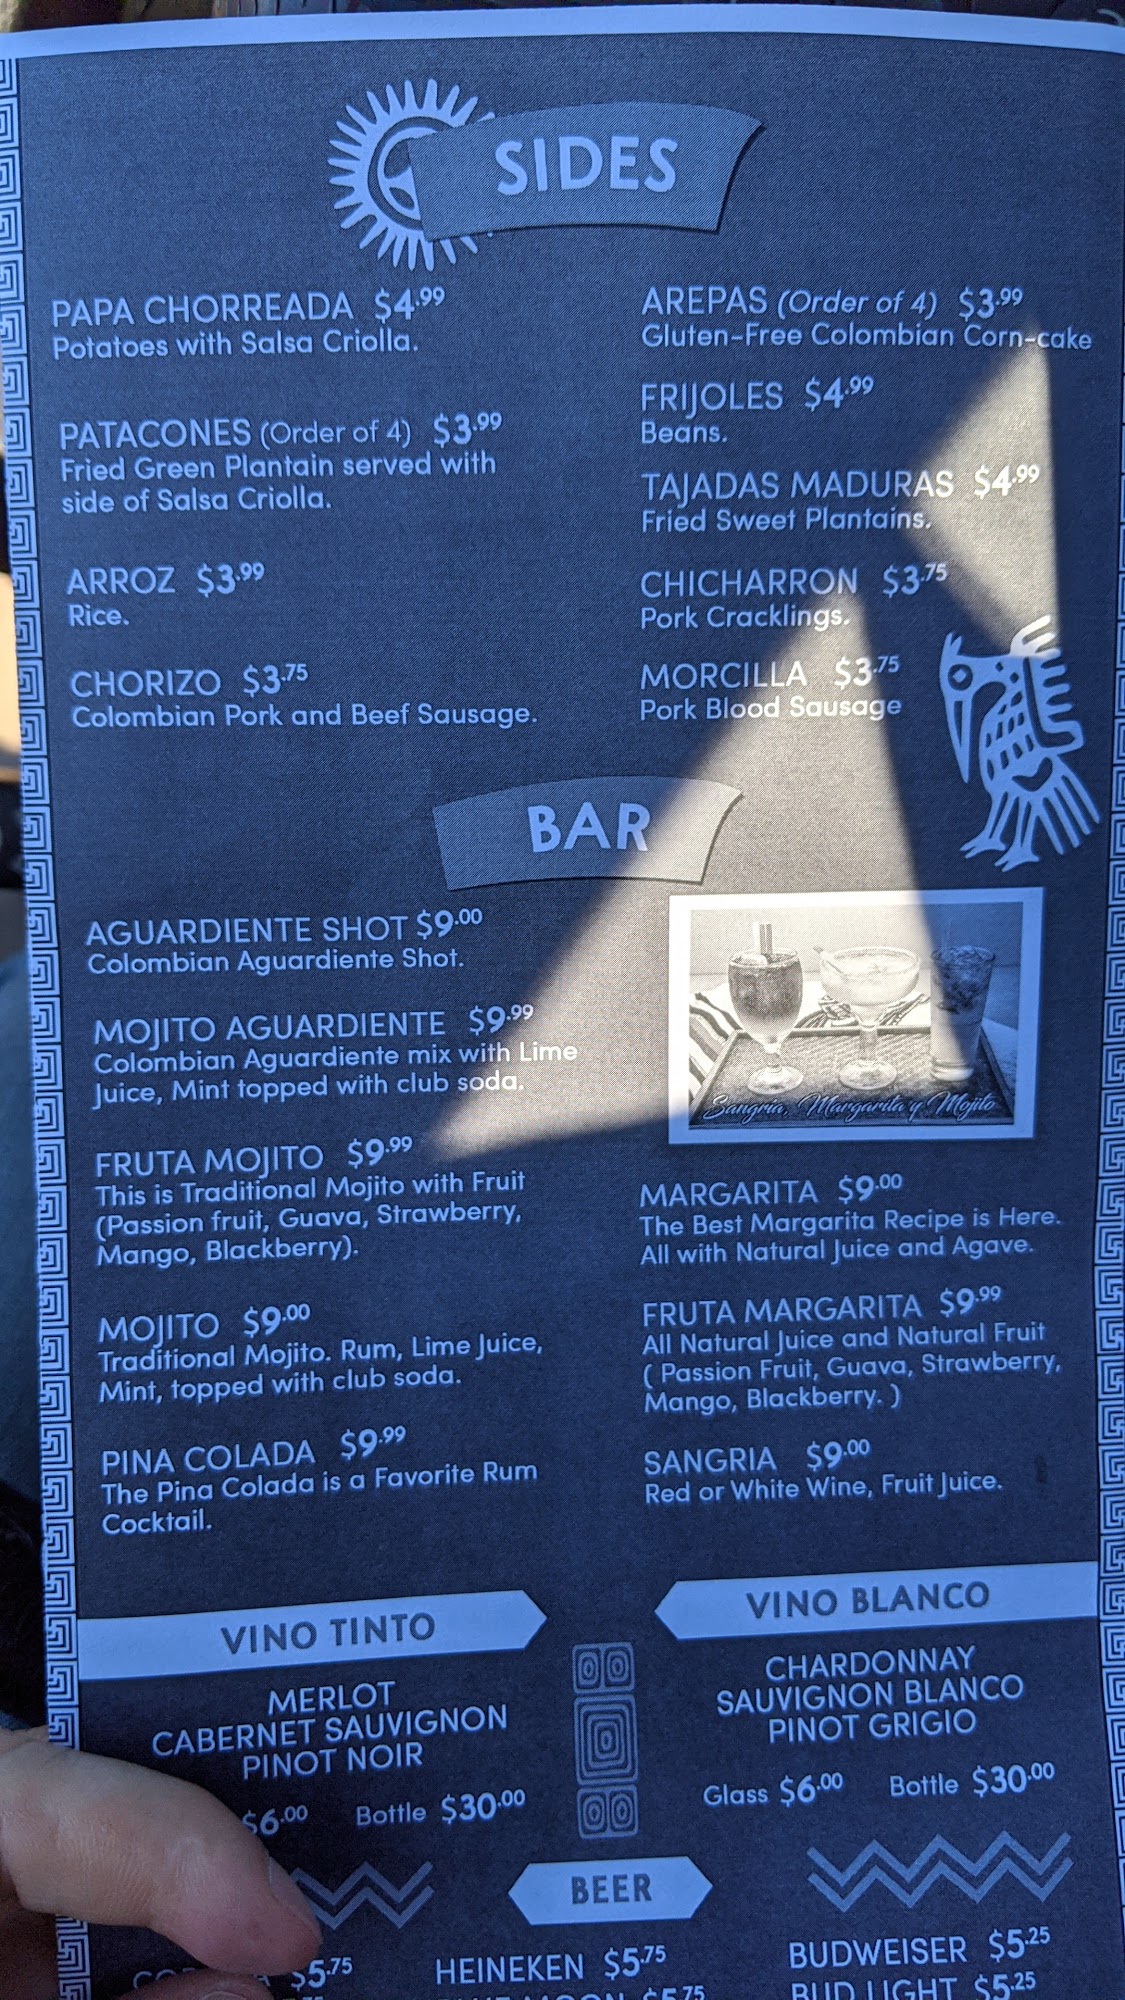 SIDES
PAPA CHORREADA $4.99
Potatoes with Salsa Criolla.
PATACONES (Order of 4) $3.99
Fried Green Plantain served with
side of Salsa Criolla.
ARROZ $3.99
Rice.
CHORIZO $3.75
Colombian Pork and Beef Sausage.
AREPAS (Order of 4) $3.99
Gluten-Free Colombian Corn-cake
FRIJOLES $4.99
Beans.
TAJADAS MADURAS $4.99
Fried Sweet Plantains.
CHICHARRON $3.75
Pork Cracklings.
MORCILLA $3.75
Pork Blood Sausage
BAR
AGUARDIENTE SHOT $9.00
Colombian Aguardiente Shot.
MOJITO AGUARDIENTE $9.99
Colombian Aguardiente mix with Lime
Juice, Mint topped with club soda.
FRUTA MOJITO $9.99
This is Traditional Mojito with Fruit
(Passion fruit, Guava, Strawberry,
Mango, Blackberry).
MOJITO $9.00
Traditional Mojito. Rum, Lime Juice,
Mint, topped with club soda.
PINA COLADA $9.99
The Pina Colada is a Favorite Rum
Cocktail.
Sangria, Margarita y Mojito
MARGARITA $9.00
The Best Margarita Recipe is Here.
All with Natural Juice and Agave.
FRUTA MARGARITA $9.99
All Natural Juice and Natural Fruit
( Passion Fruit, Guava, Strawberry,
Mango, Blackberry. )
SANGRIA $9.00
Red or White Wine, Fruit Juice.
VINO TINTO
MERLOT
CABERNET SAUVIGNON
PINOT NOIR
$6.00 Bottle $30.00
VINO BLANCO
CHARDONNAY
SAUVIGNON BLANCO
PINOT GRIGIO
Glass $6.00 Bottle $30.00
BEER
$5.75
HEINEKEN $5.75
BLUE MOON $5.75
BUDWEISER $5.25
BUD LIGHT $5.25